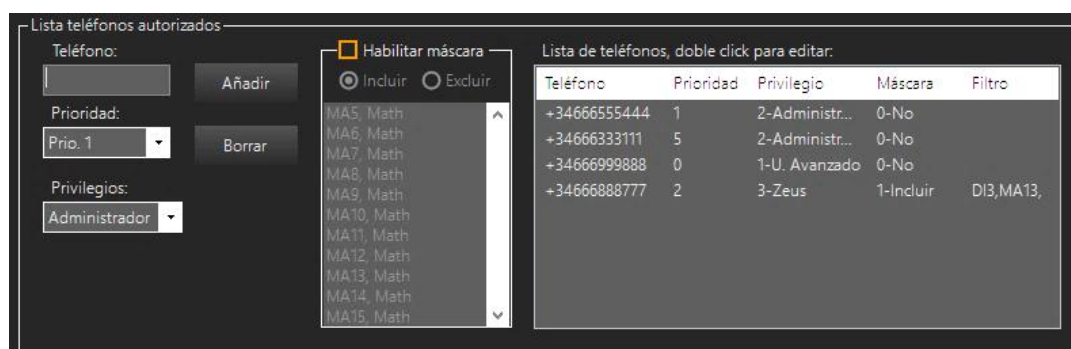 Lista teléfonos autorizados
Teléfono:
Añadir
Prioridad:
Prio. 1
Borrar
Privilegios:
Administrador
Habilitar máscara
Incluir Excluir
MA5, Math
MA6, Math
MA7, Math
MA8, Math
MA9, Math
MA10, Math
MA11, Math
MA12, Math
MA13, Math
MA14, Math
MA15, Math
Lista de teléfonos, doble click para editar:
Teléfono Prioridad Privilegio Máscara Filtro
+34666555444 1 2-Administr... 0-No
+34666333111 5 2-Administr... 0-No
+34666999888 0 1-U. Avanzado 0-No
+34666888777 2 3-Zeus 1-Incluir DI3,MA13,